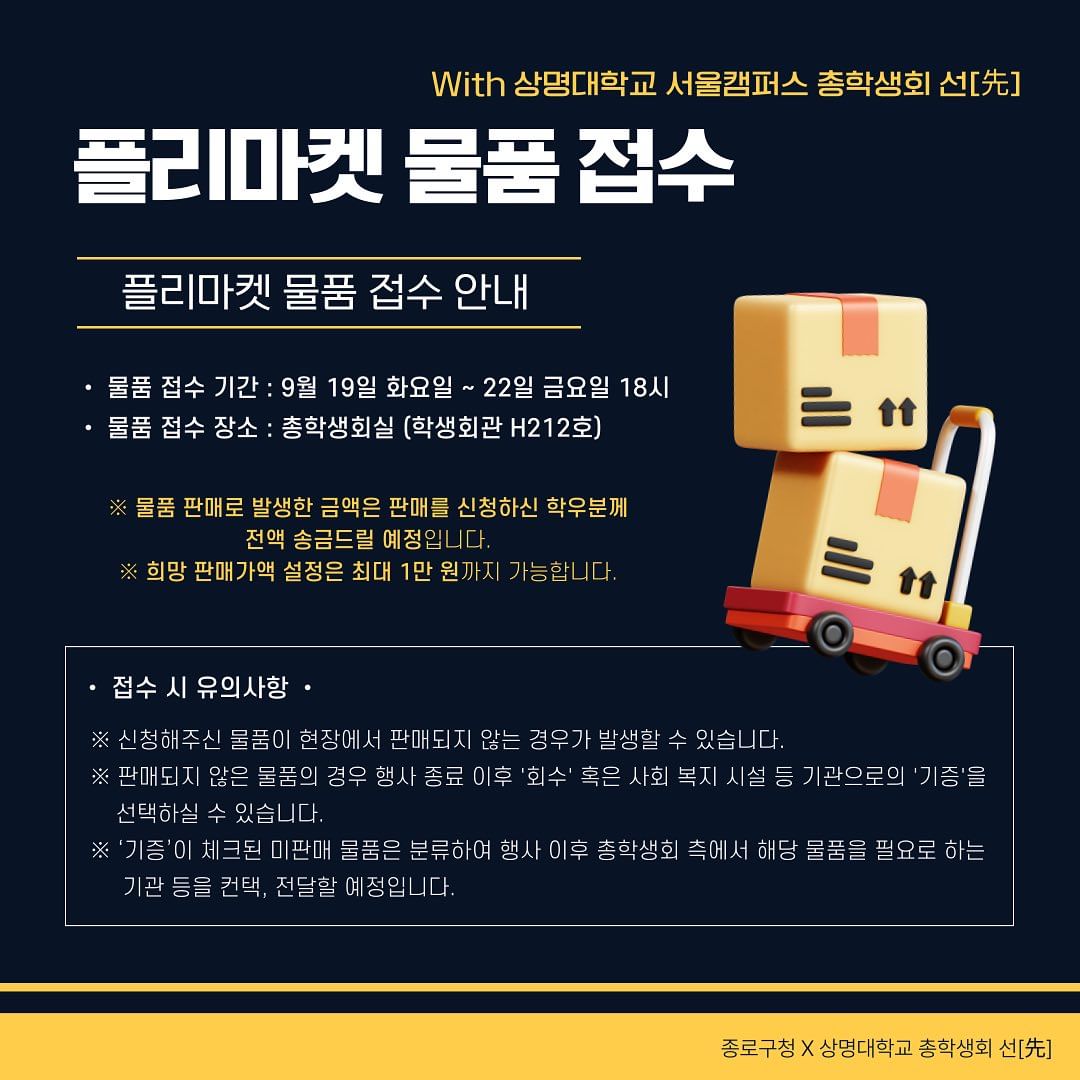 With 상명대학교 서울캠퍼스 총학생회 선[先]
플리마켓 물품 접수
플리마켓 물품 접수 안내
• 물품 접수 기간 : 9월 19일 화요일 ~ 22일 금요일 18시
• 물품 접수 장소 : 총학생회실 (학생회관 H212호)
※ 물품 판매로 발생한 금액은 판매를 신청하신 학우분께
전액 송금드릴 예정입니다.
※ 희망 판매가액 설정은 최대 1만 원까지 가능합니다.
• 접수 시 유의사항 •
※ 신청해주신 물품이 현장에서 판매되지 않는 경우가 발생할 수 있습니다.
※ 판매되지 않은 물품의 경우 행사 종료 이후 '회수' 혹은 사회 복지 시설 등 기관으로의 '기증'을
선택하실 수 있습니다.
※ ‘기증’이 체크된 미판매 물품은 분류하여 행사 이후 총학생회 측에서 해당 물품을 필요로 하는
기관 등을 컨택, 전달할 예정입니다.
종로구청 X 상명대학교 총학생회 선[先]